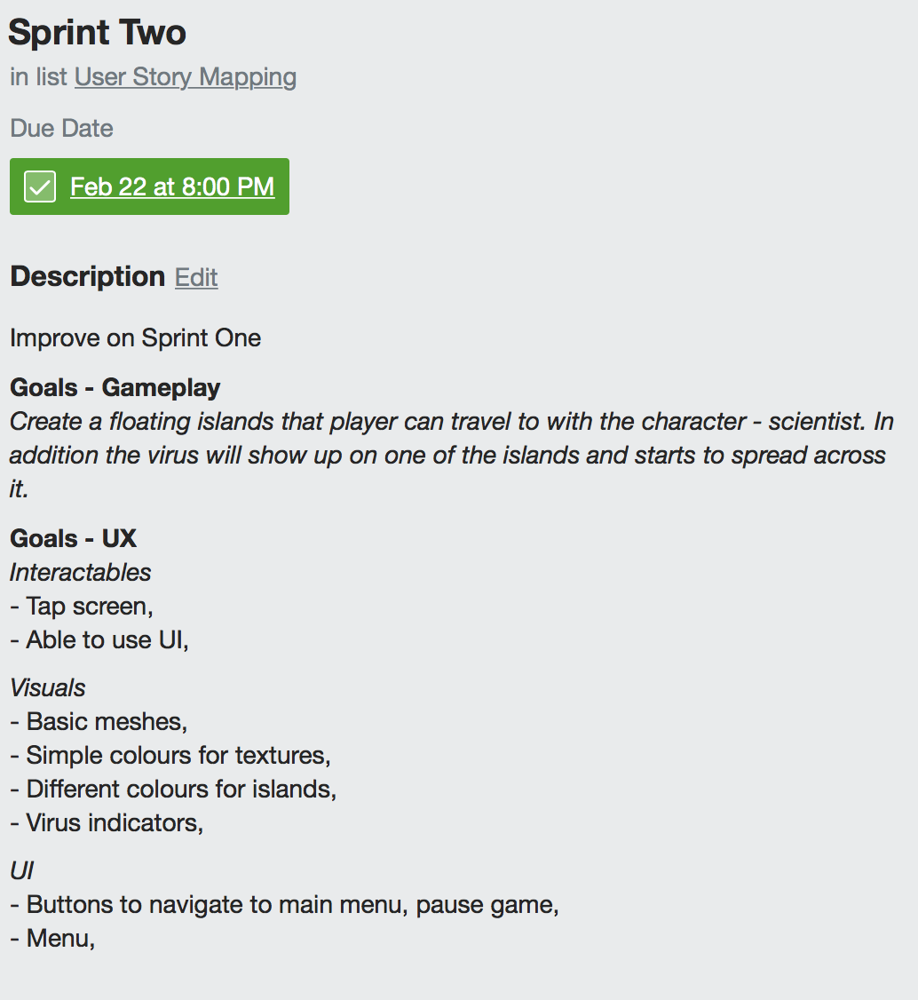 Sprint Two
in list User Story Mapping
Due Date
Feb 22 at 8:00 PM
Description Edit
Improve on Sprint One
Goals - Gameplay
Create a floating islands that player can travel to with the character - scientist. In
addition the virus will show up on one of the islands and starts to spread across
it.
Goals - UX
Interactables
- Tap screen,
- Able to use UI,
Visuals
- Basic meshes,
- Simple colours for textures,
- Different colours for islands,
- Virus indicators,
UI
- Buttons to navigate to main menu, pause game,
- Menu,